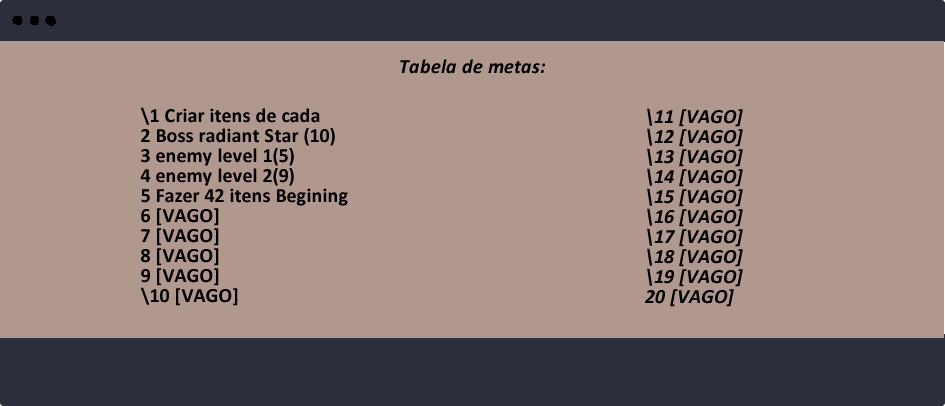 Tabela de metas:
\1 Criar itens de cada
2 Boss radiant Star (10)
3 enemy level 1(5)
4 enemy level 2(9)
5 Fazer 42 itens Begining
6 [VAGO]
7 [VAGO]
8 [VAGO]
9 [VAGO]
\10 [VAGO]
\11 [VAGO]
\12 [VAGO]
\13 [VAGO]
\14 [VAGO]
\15 [VAGO]
\16 [VAGO]
\17 [VAGO]
\18 [VAGO]
\19 [VAGO]
20 [VAGO]